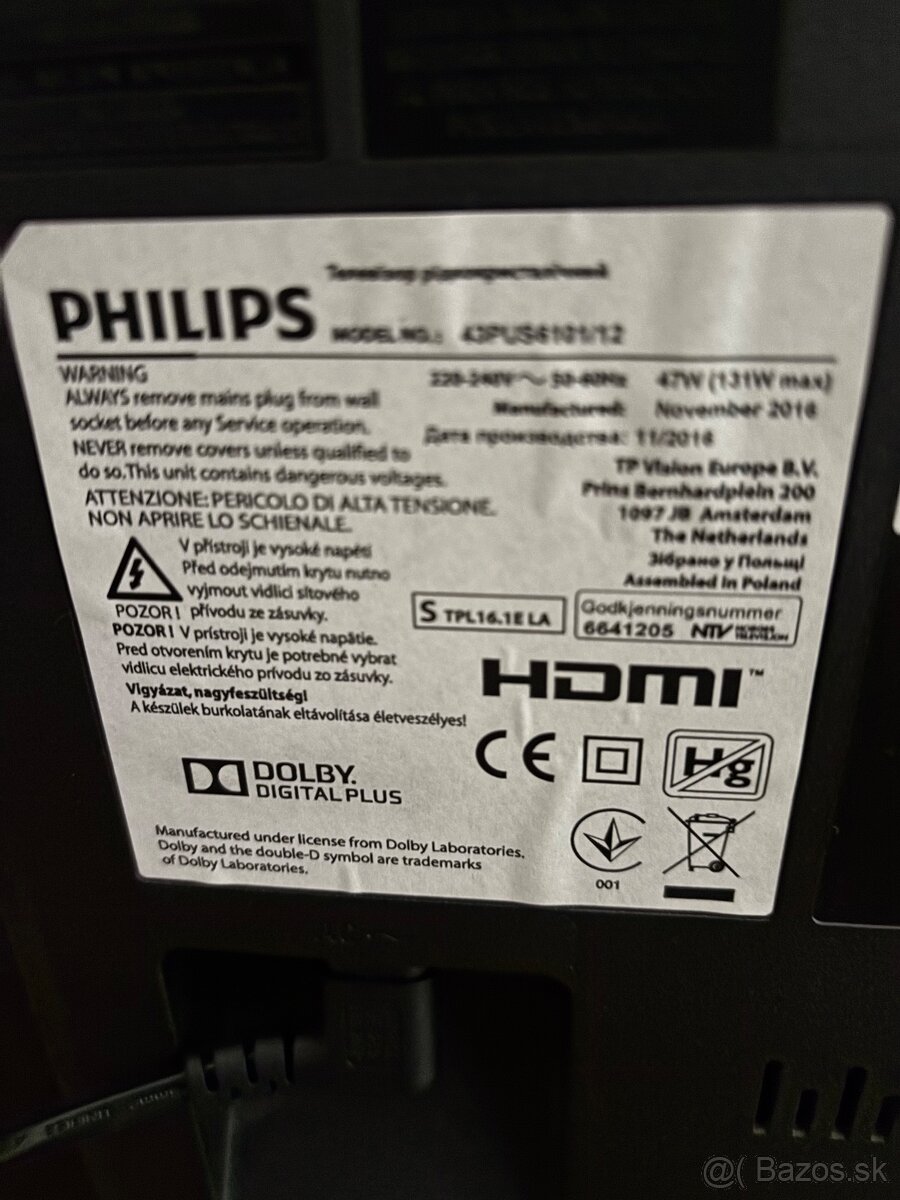 Телевізор рідкокристалічний
PHILIPS
MODEL NO.: 43PUS6101/12
WARNING
ALWAYS remove mains plug from wall
socket before any Service operation.
NEVER remove covers unless qualified to
do so. This unit contains dangerous voltages.
ATTENZIONE: PERICOLO DI ALTA TENSIONE.
NON APRIRE LO SCHIENALE.
V přístroji je vysoké napětí
Před odejmutím krytu nutno
vyjmout vidlici síťového
POZOR! přívodu ze zásuvky.
POZOR! V prístroji je vysoké napätie.
Pred otvorením krytu je potrebné vybrat
vidlicu elektrického prívodu zo zásuvky.
Vigyázat, nagyfeszültség!
A készülek burkolatának eltávolítása életveszélyes!
220-240V ~ 50-60Hz 47W (131W max)
Manufactured: November 2016
Дата производства: 11/2016
TP Vision Europe B.V.
Prins Bernhardplein 200
1097 JB Amsterdam
The Netherlands
Зібрано у Польщі
Assembled in Poland
S TPL16.1E LA
Godkjenningsnummer
6641205 NTV
HDMI™
CE
Hg
DOLBY.
DIGITAL PLUS
Manufactured under license from Dolby Laboratories.
Dolby and the double-D symbol are trademarks
of Dolby Laboratories.
001
@( Bazos.sk